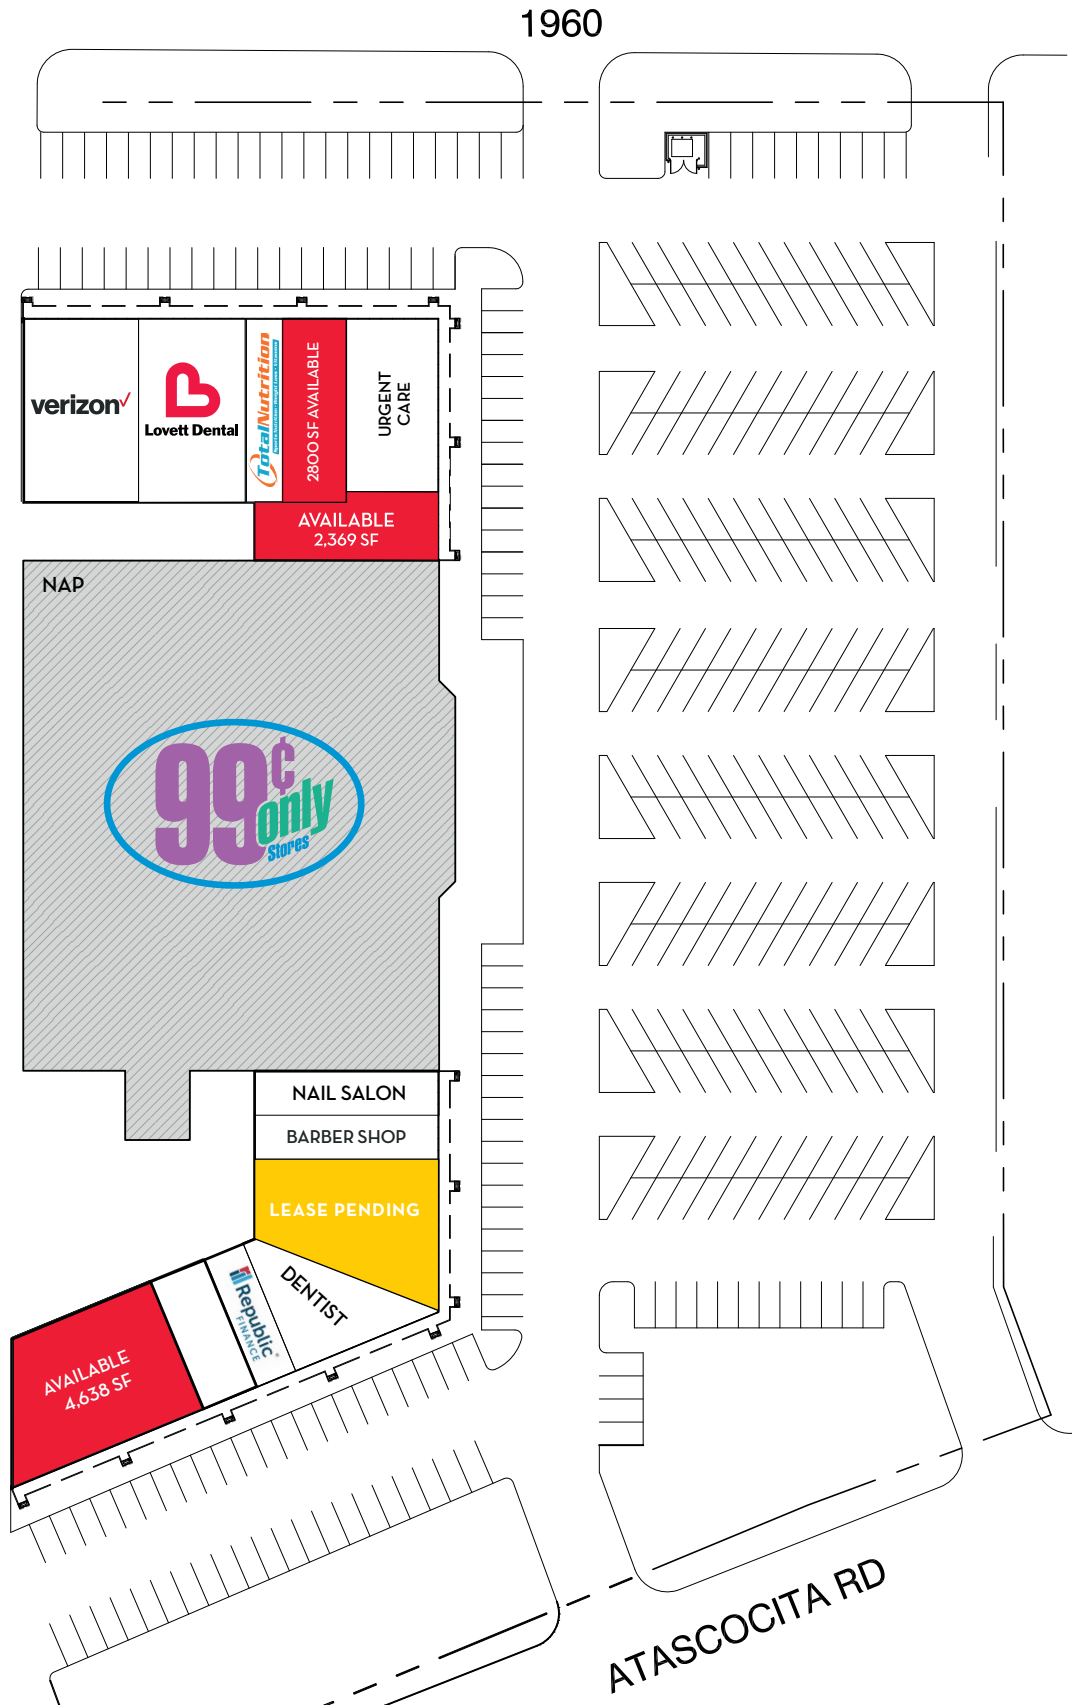 1960
verizon
Lovett Dental
TotalNutrition
2800 SF AVAILABLE
URGENT
CARE
AVAILABLE
2,369 SF
NAP
99¢
only
Stores
NAIL SALON
BARBER SHOP
LEASE PENDING
DENTIST
Republic
FINANCE
AVAILABLE
4,638 SF
ATASCOCITA RD